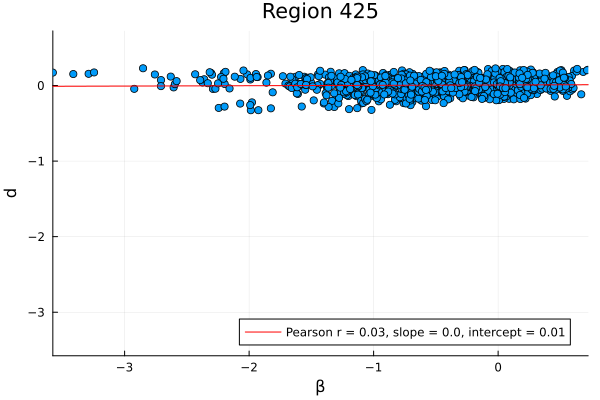 Region 425
d
0
−1
−2
−3
Pearson r = 0.03, slope = 0.0, intercept = 0.01
−3 −2 −1 0
β